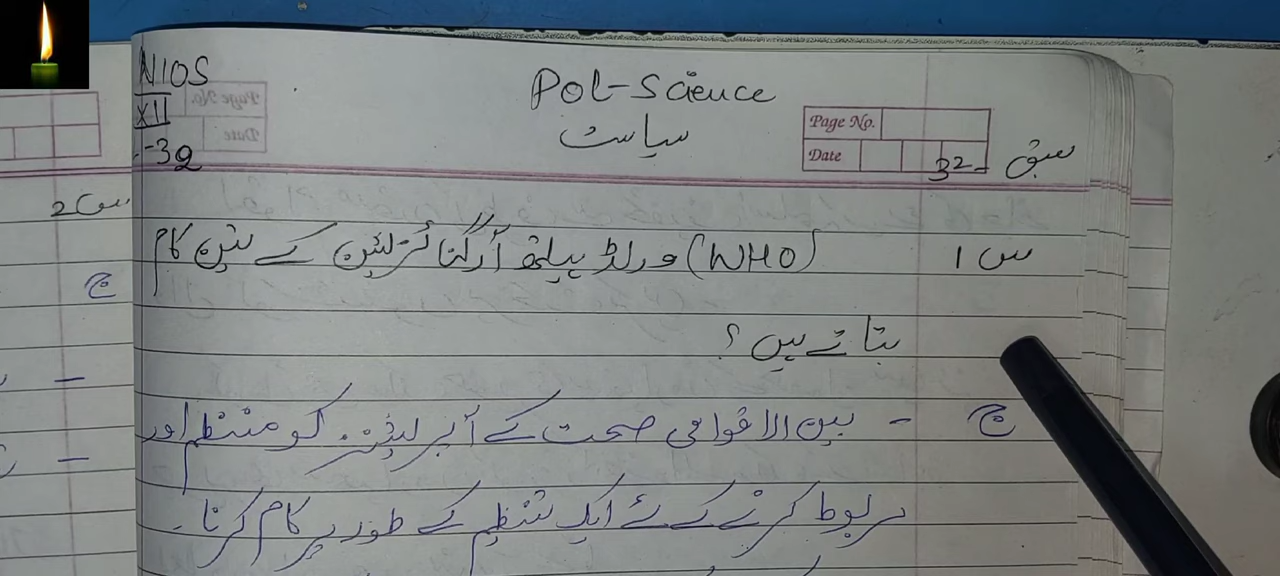 NIOS
XII
-32
Pol-Science
سیاست
Page No.
Date
سبق -32
س 1 (WHO) ورلڈ ہیلتھ آرگنائزیشن کے تین کام
بتاتے ہیں ؟
ج - بین الاقوامی صحت کے آپریشنز کو منظم اور
مربوط کرنے کے لئے ایک تنظیم کے طور پر کام کرنا۔
س 2
ج